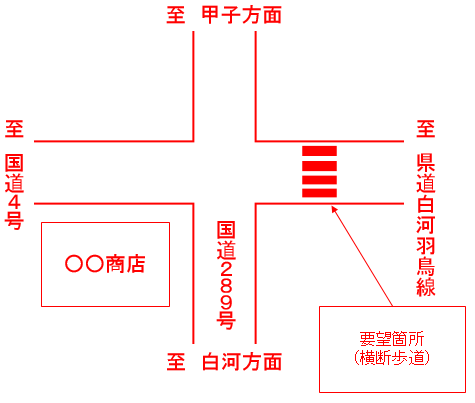 至　甲子方面
至　国道4号
至　県道白河羽鳥線
国道289号
〇〇商店
要望箇所
（横断歩道）
至　白河方面